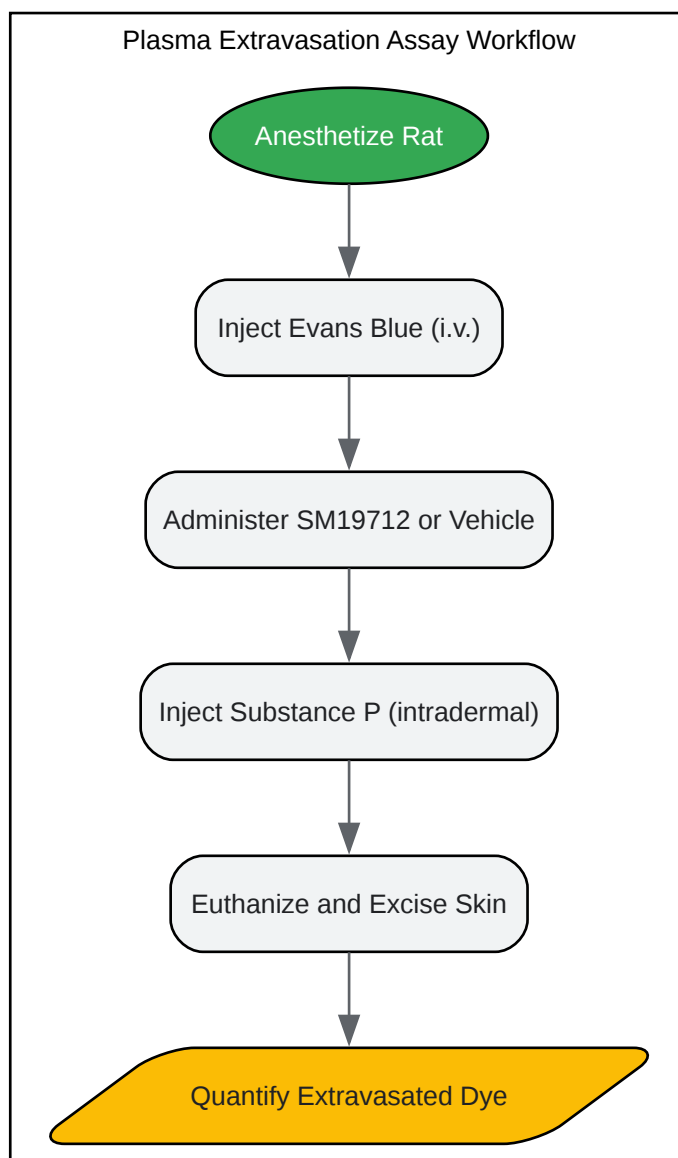 Plasma Extravasation Assay Workflow
Anesthetize Rat
Inject Evans Blue (i.v.)
Administer SM19712 or Vehicle
Inject Substance P (intradermal)
Euthanize and Excise Skin
Quantify Extravasated Dye